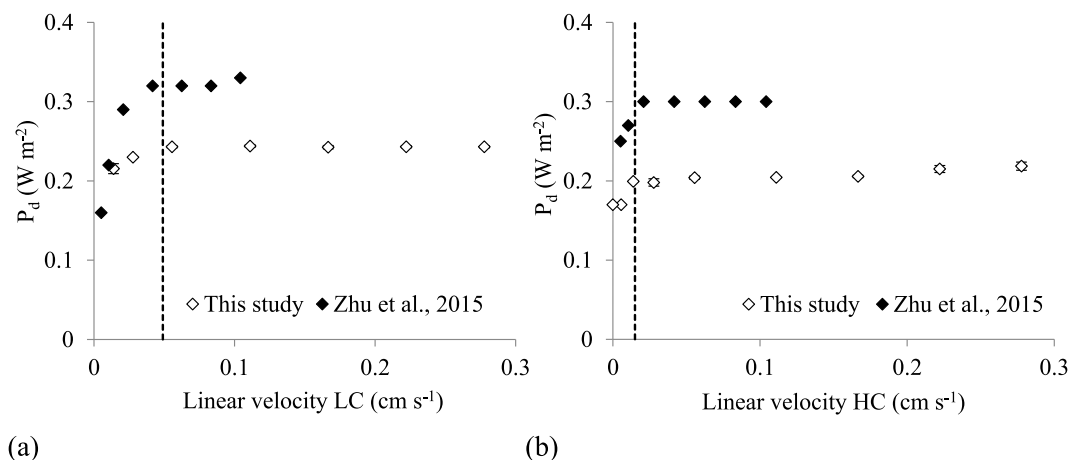 0.4
0.3
0.2
0.1
0
P_d (W m⁻²)
0 0.1 0.2 0.3
Linear velocity LC (cm s⁻¹)
This study Zhu et al., 2015
(a)
0.4
0.3
0.2
0.1
0
P_d (W m⁻²)
0 0.1 0.2 0.3
Linear velocity HC (cm s⁻¹)
This study Zhu et al., 2015
(b)